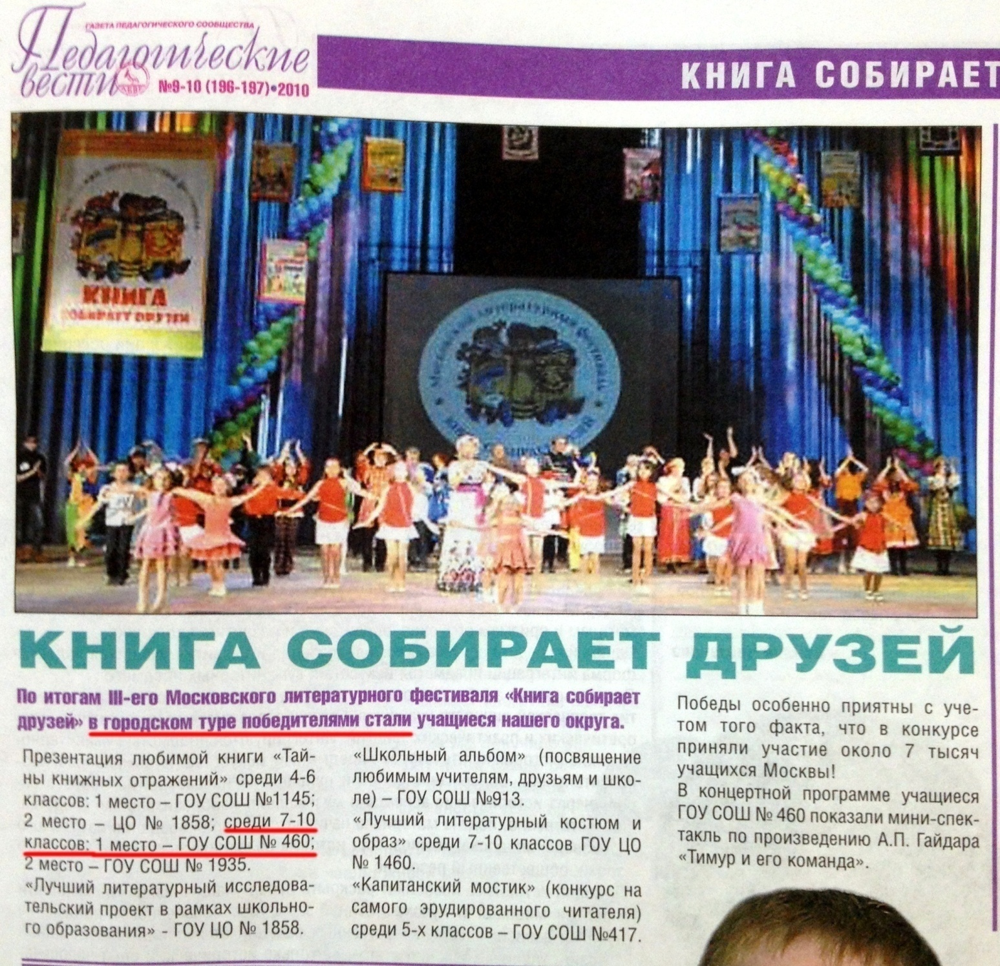 ГАЗЕТА ПЕДАГОГИЧЕСКОГО СООБЩЕСТВА
Педагогические
вести
№9-10 (196-197)•2010
КНИГА СОБИРАЕТ
КНИГА
СОБИРАЕТ ДРУЗЕЙ
Московский литературный фестиваль
КНИГА СОБИРАЕТ ДРУЗЕЙ
По итогам III-его Московского литературного фестиваля «Книга собирает
друзей» в городском туре победителями стали учащиеся нашего округа.
Презентация любимой книги «Тай-
ны книжных отражений» среди 4-6
классов: 1 место – ГОУ СОШ №1145;
2 место – ЦО № 1858; среди 7-10
классов: 1 место – ГОУ СОШ № 460;
2 место – ГОУ СОШ № 1935.
«Лучший литературный исследова-
тельский проект в рамках школьно-
го образования» - ГОУ ЦО № 1858.
«Школьный альбом» (посвящение
любимым учителям, друзьям и шко-
ле) – ГОУ СОШ №913.
«Лучший литературный костюм и
образ» среди 7-10 классов ГОУ ЦО
№ 1460.
«Капитанский мостик» (конкурс на
самого эрудированного читателя)
среди 5-х классов – ГОУ СОШ №417.
Победы особенно приятны с уче-
том того факта, что в конкурсе
приняли участие около 7 тысяч
учащихся Москвы!
В концертной программе учащиеся
ГОУ СОШ № 460 показали мини-спек-
такль по произведению А.П. Гайдара
«Тимур и его команда».